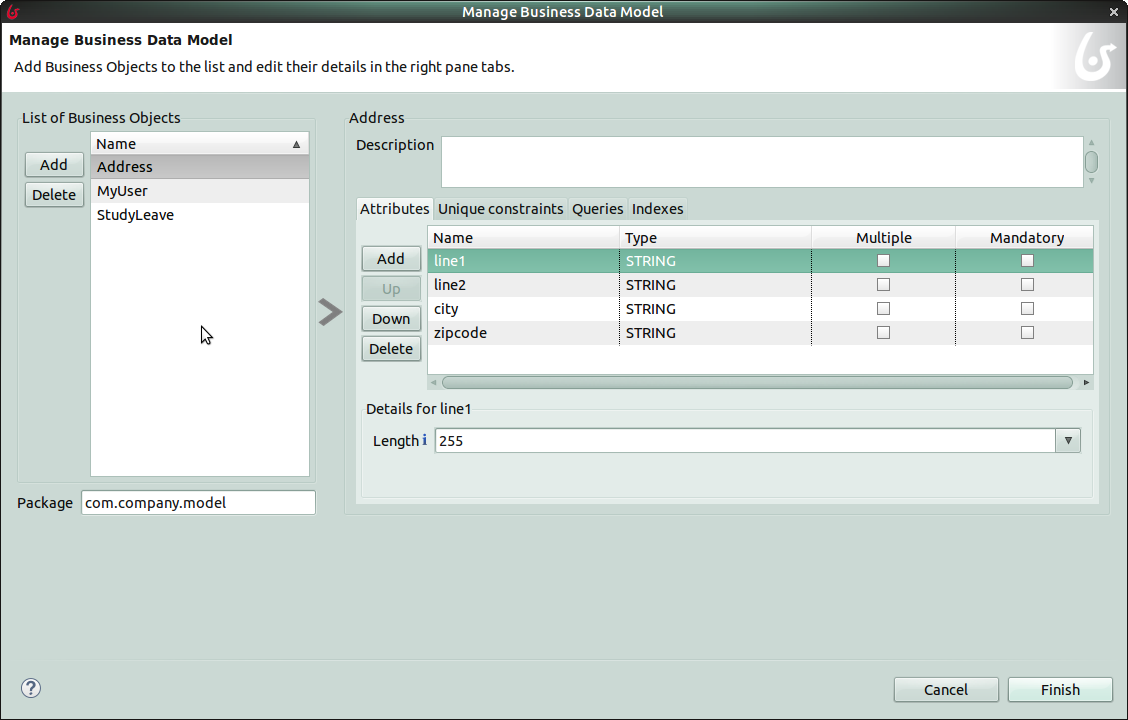 Manage Business Data Model
Manage Business Data Model
Add Business Objects to the list and edit their details in the right pane tabs.
List of Business Objects
Add
Delete
Name
Address
MyUser
StudyLeave
Package com.company.model
Address
Description
Attributes Unique constraints Queries Indexes
Add
Up
Down
Delete
Name Type Multiple Mandatory
line1 STRING
line2 STRING
city STRING
zipcode STRING
Details for line1
Length i 255
?
Cancel Finish